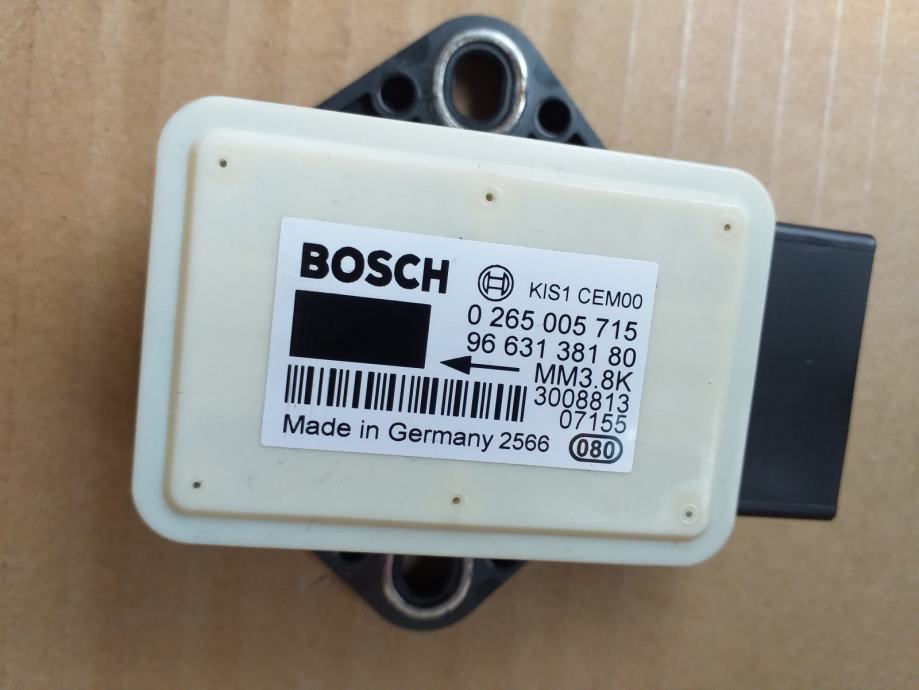 BOSCH
KIS1 CEM00
0 265 005 715
96 631 381 80
MM3.8K
3008813
07155
Made in Germany 2566
080